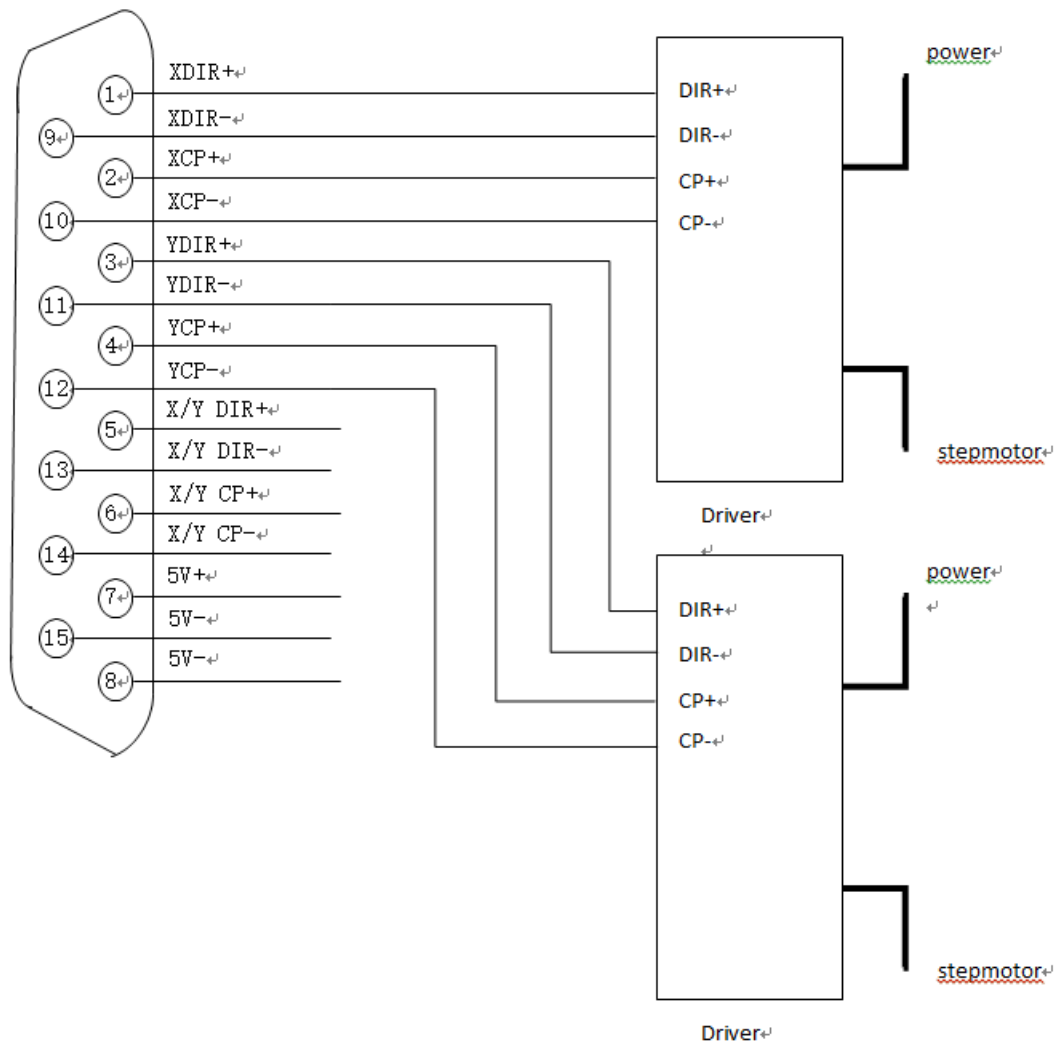 power
XDIR+
1
DIR+
XDIR-
9
DIR-
XCP+
2
CP+
XCP-
10
CP-
YDIR+
3
YDIR-
11
YCP+
4
YCP-
12
X/Y DIR+
5
X/Y DIR-
13
stepmotor
X/Y CP+
6
Driver
X/Y CP-
14
5V+
7
power
5V-
15
DIR+
5V-
8
DIR-
CP+
CP-
stepmotor
Driver